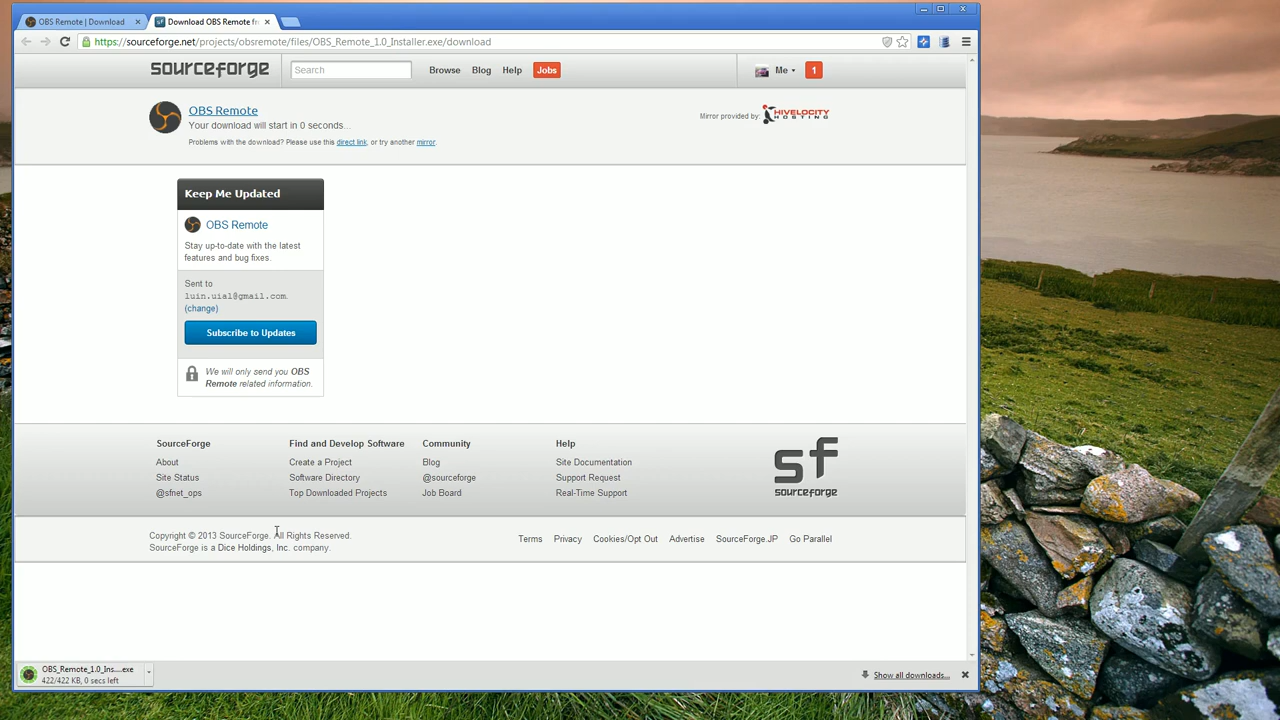 OBS Remote | Download
Download OBS Remote fr
https://sourceforge.net/projects/obsremote/files/OBS_Remote_1.0_Installer.exe/download
sourceforge
Search
Browse
Blog
Help
Jobs
Me
1
OBS Remote
Your download will start in 0 seconds...
Problems with the download? Please use this direct link, or try another mirror.
Mirror provided by:
HIVELOCITY
HOSTING
Keep Me Updated
OBS Remote
Stay up-to-date with the latest
features and bug fixes.
Sent to
luin.uial@gmail.com.
(change)
Subscribe to Updates
We will only send you OBS
Remote related information.
SourceForge
About
Site Status
@sfnet_ops
Find and Develop Software
Create a Project
Software Directory
Top Downloaded Projects
Community
Blog
@sourceforge
Job Board
Help
Site Documentation
Support Request
Real-Time Support
sf
sourceforge
Copyright © 2013 SourceForge. All Rights Reserved.
SourceForge is a Dice Holdings, Inc. company.
Terms
Privacy
Cookies/Opt Out
Advertise
SourceForge.JP
Go Parallel
OBS_Remote_1.0_Ins....exe
422/422 KB, 0 secs left
Show all downloads...